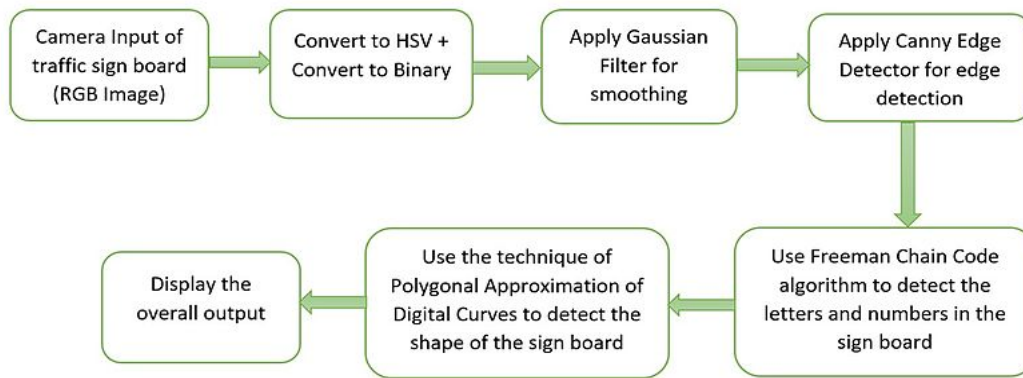 Camera Input of
traffic sign board
(RGB Image)
Convert to HSV +
Convert to Binary
Apply Gaussian
Filter for
smoothing
Apply Canny Edge
Detector for edge
detection
Use Freeman Chain Code
algorithm to detect the
letters and numbers in the
sign board
Use the technique of
Polygonal Approximation of
Digital Curves to detect the
shape of the sign board
Display the
overall output